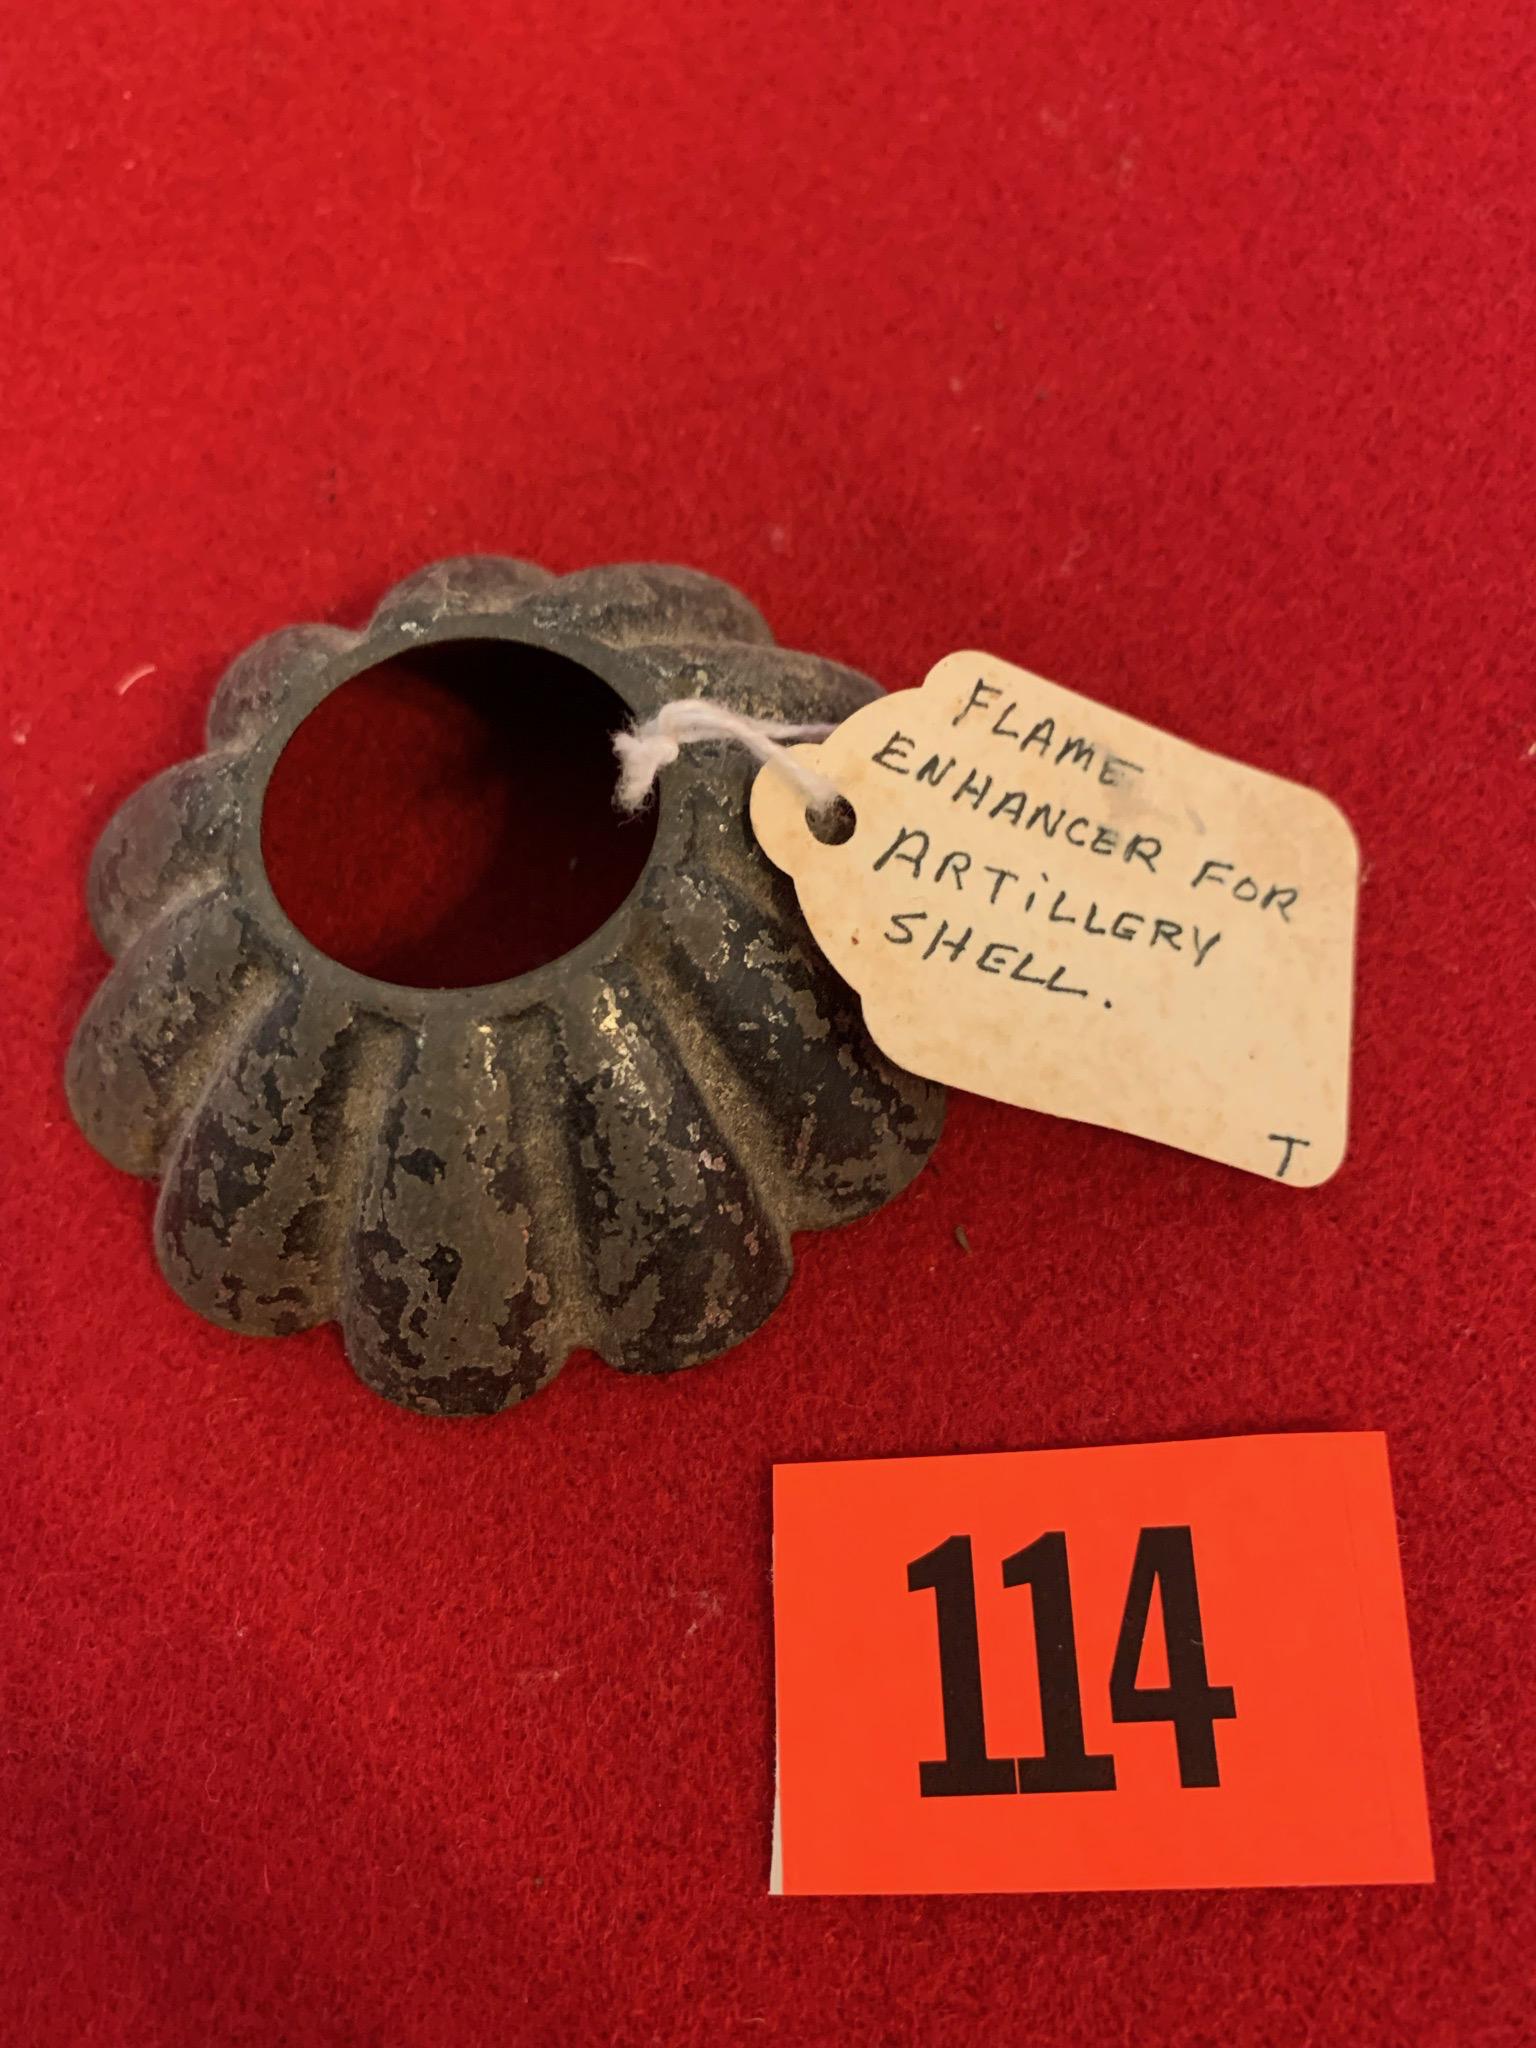 FLAME
ENHANCER FOR
ARTiLLERY
SHELL.
T
114